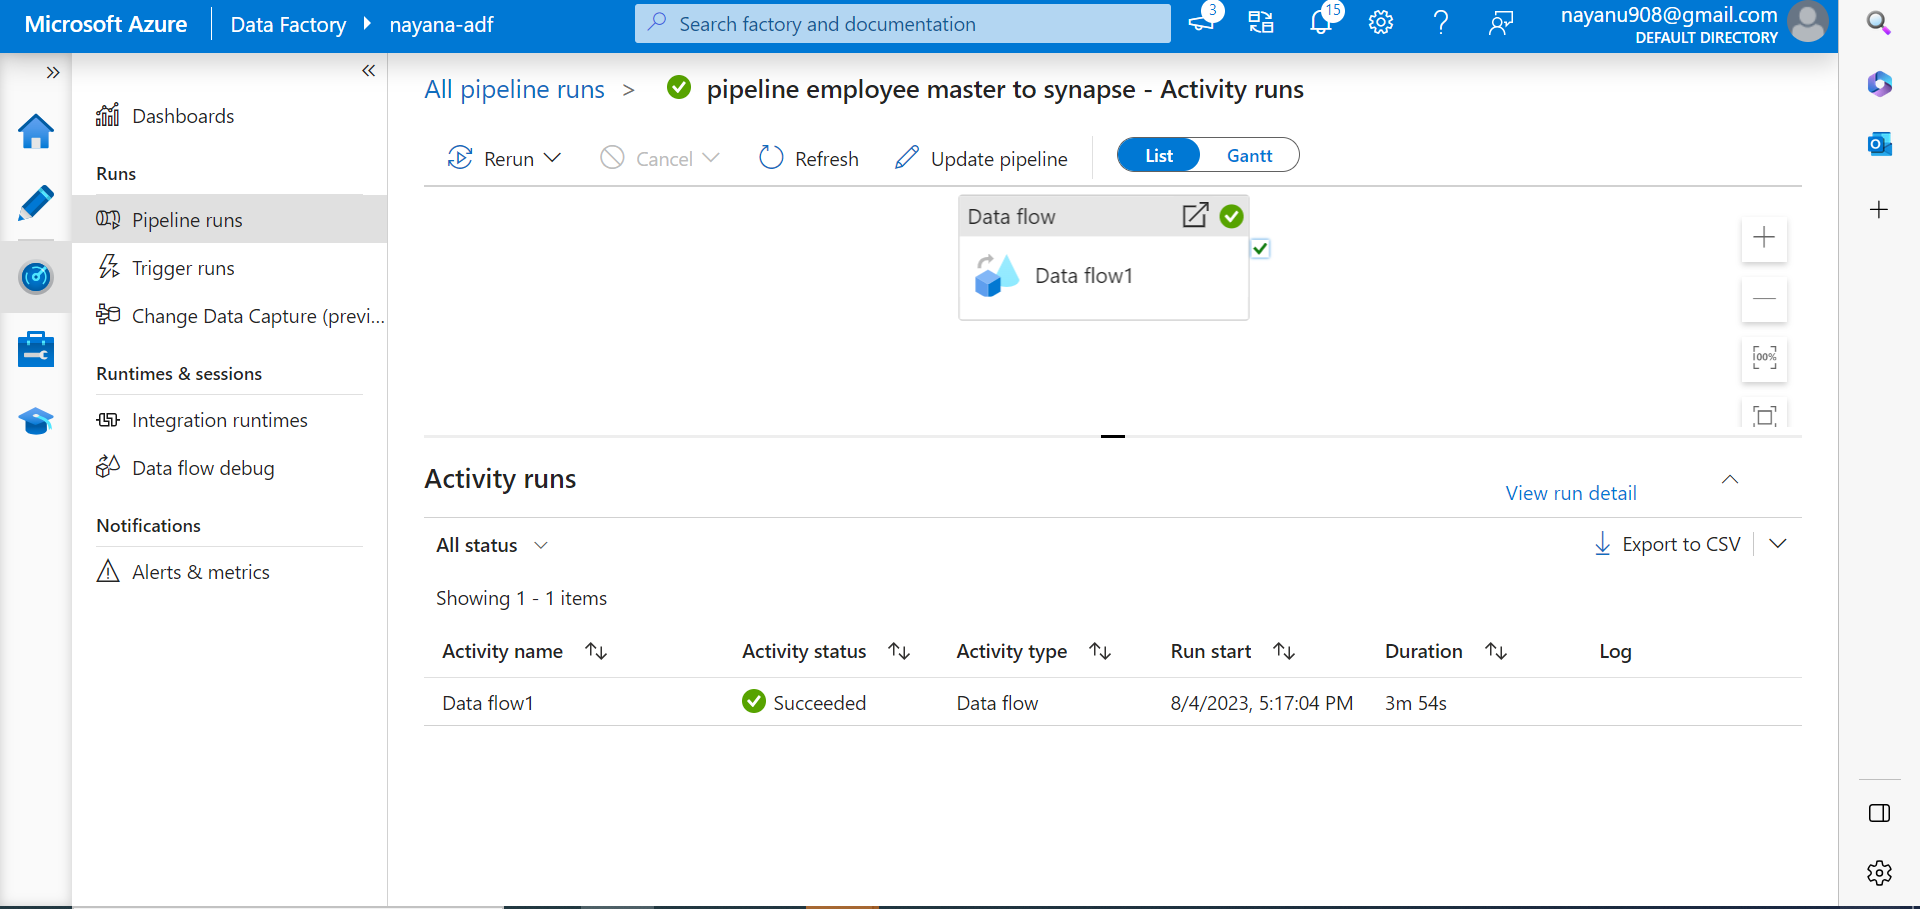 Microsoft Azure
Data Factory
nayana-adf
Search factory and documentation
3
15
nayanu908@gmail.com
DEFAULT DIRECTORY
Dashboards
Runs
Pipeline runs
Trigger runs
Change Data Capture (previ...
Runtimes & sessions
Integration runtimes
Data flow debug
Notifications
Alerts & metrics
All pipeline runs > pipeline employee master to synapse - Activity runs
Rerun
Cancel
Refresh
Update pipeline
List
Gantt
Data flow
Data flow1
100%
Activity runs
View run detail
All status
Export to CSV
Showing 1 - 1 items
Activity name Activity status Activity type Run start Duration Log
Data flow1 Succeeded Data flow 8/4/2023, 5:17:04 PM 3m 54s